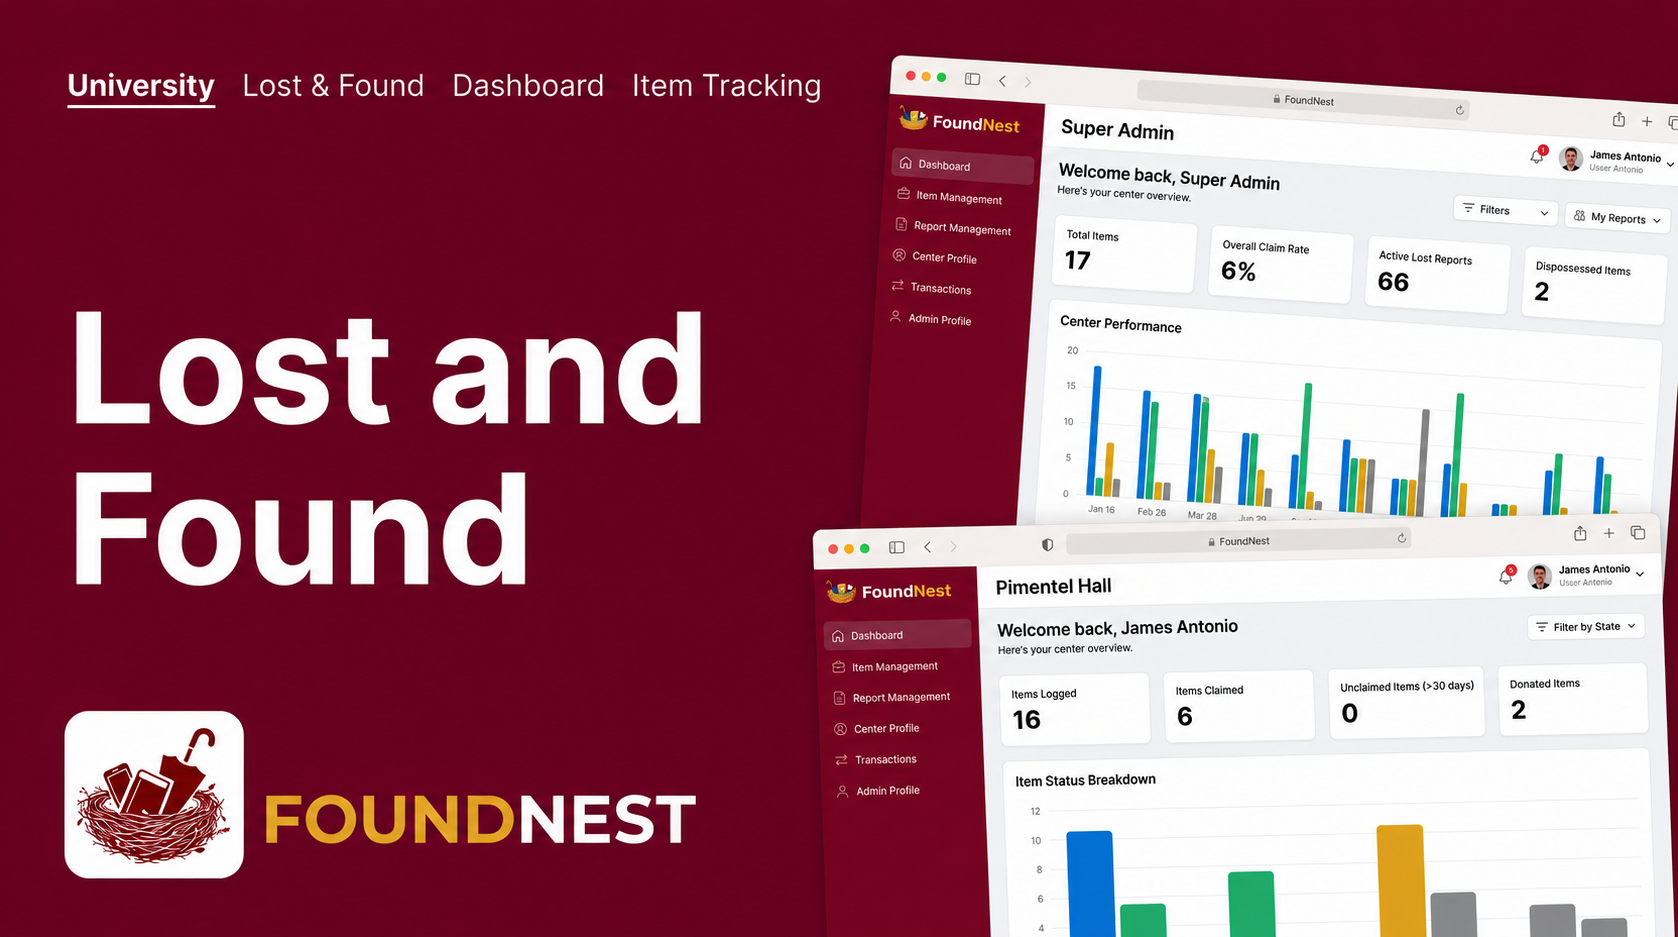 University Lost & Found Dashboard Item Tracking
Lost and
Found
FOUNDNEST
FoundNest
FoundNest
Super Admin
1
James Antonio
User Antonio
Dashboard
Item Management
Report Management
Center Profile
Transactions
Admin Profile
Welcome back, Super Admin
Here's your center overview.
Filters
My Reports
Total Items
17
Overall Claim Rate
6%
Active Lost Reports
66
Dispossessed Items
2
Center Performance
20
15
10
5
0
Jan 16
Feb 26
Mar 28
FoundNest
FoundNest
Pimentel Hall
5
James Antonio
User Antonio
Dashboard
Item Management
Report Management
Center Profile
Transactions
Admin Profile
Welcome back, James Antonio
Here's your center overview.
Filter by State
Items Logged
16
Items Claimed
6
Unclaimed Items (>30 days)
0
Donated Items
2
Item Status Breakdown
12
10
8
6
4